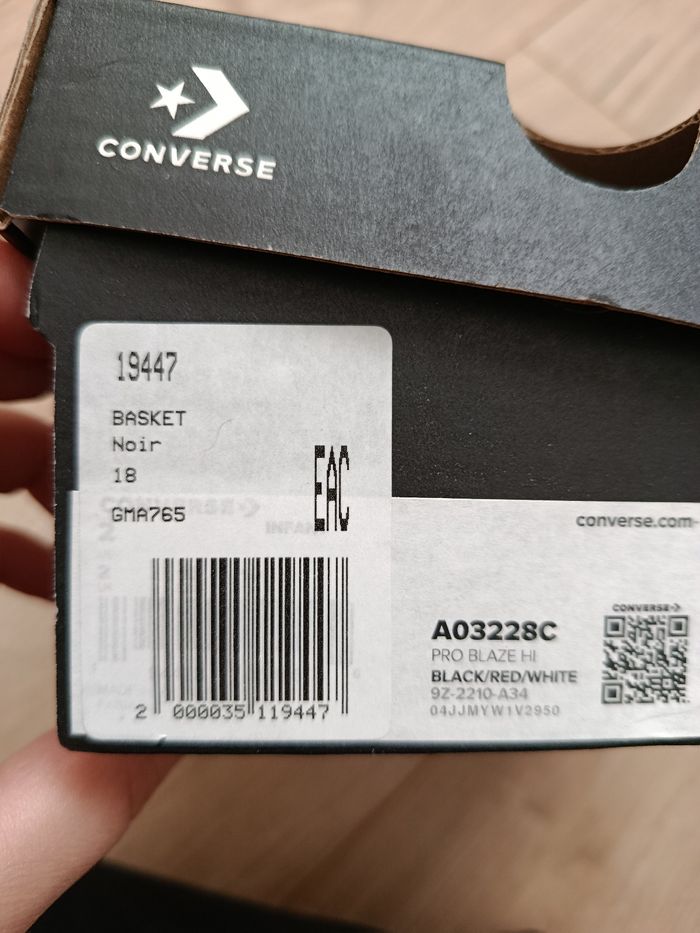 CONVERSE
19447
BASKET
Noir
18
GMA765
EAC
2 000035 119447
converse.com
CONVERSE
A03228C
PRO BLAZE HI
BLACK/RED/WHITE
9Z-2210-A34
04JJMYW1V2950